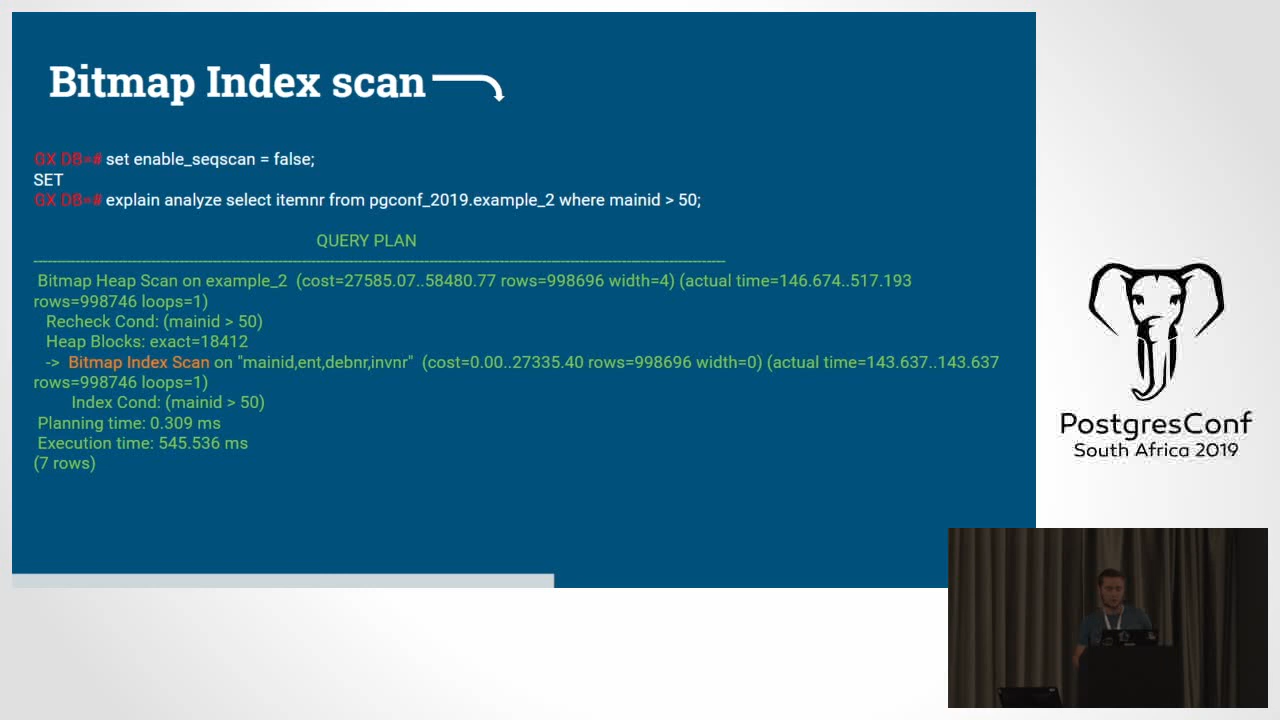 Bitmap Index scan
GX DB=# set enable_seqscan = false;
SET
GX DB=# explain analyze select itemnr from pgconf_2019.example_2 where mainid > 50;
QUERY PLAN
Bitmap Heap Scan on example_2 (cost=27585.07..58480.77 rows=998696 width=4) (actual time=146.674..517.193
rows=998746 loops=1)
Recheck Cond: (mainid > 50)
Heap Blocks: exact=18412
-> Bitmap Index Scan on "mainid,ent,debnr,invnr" (cost=0.00..27335.40 rows=998696 width=0) (actual time=143.637..143.637
rows=998746 loops=1)
Index Cond: (mainid > 50)
Planning time: 0.309 ms
Execution time: 545.536 ms
(7 rows)
PostgresConf
South Africa 2019